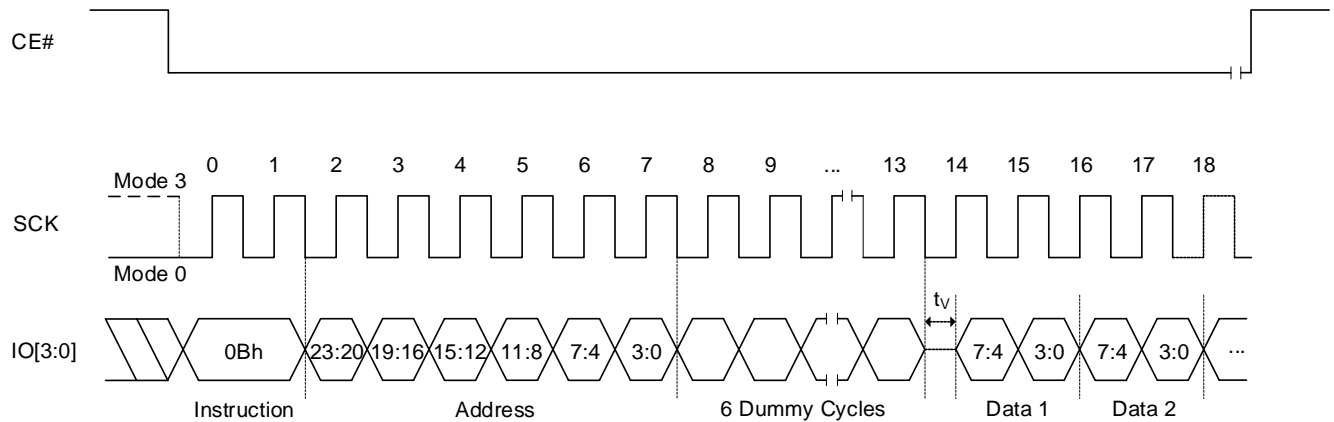 CE#
0 1 2 3 4 5 6 7 8 9 ... 13 14 15 16 17 18
Mode 3
SCK
Mode 0
tV
IO[3:0] 0Bh 23:20 19:16 15:12 11:8 7:4 3:0 7:4 3:0 7:4 3:0 ...
Instruction Address 6 Dummy Cycles Data 1 Data 2